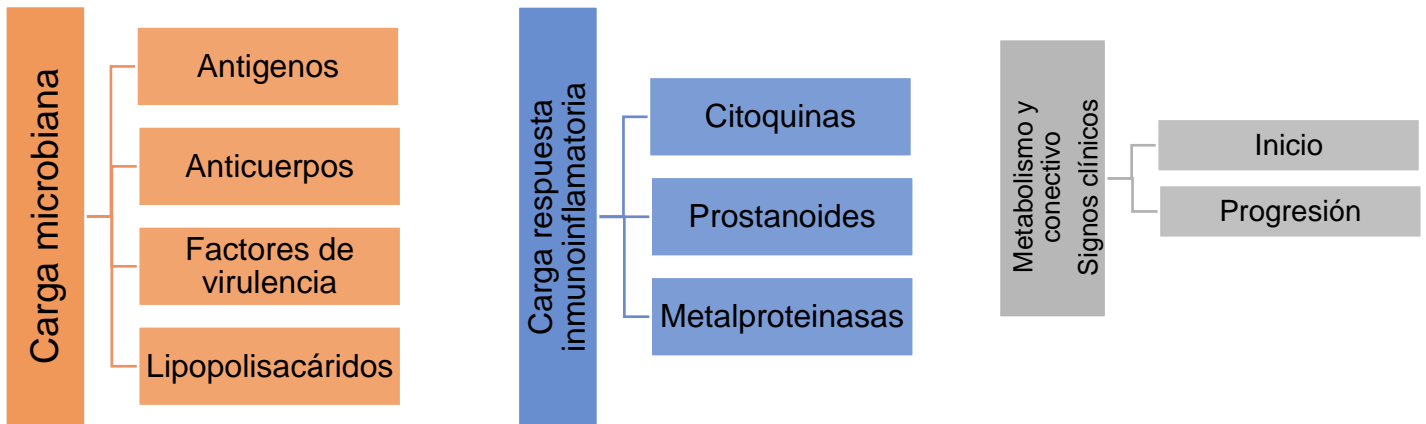 Carga microbiana
Antigenos
Anticuerpos
Factores de
virulencia
Lipopolisacáridos
Carga respuesta
inmunoinflamatoria
Citoquinas
Prostanoides
Metalproteinasas
Metabolismo y
conectivo
Signos clínicos
Inicio
Progresión